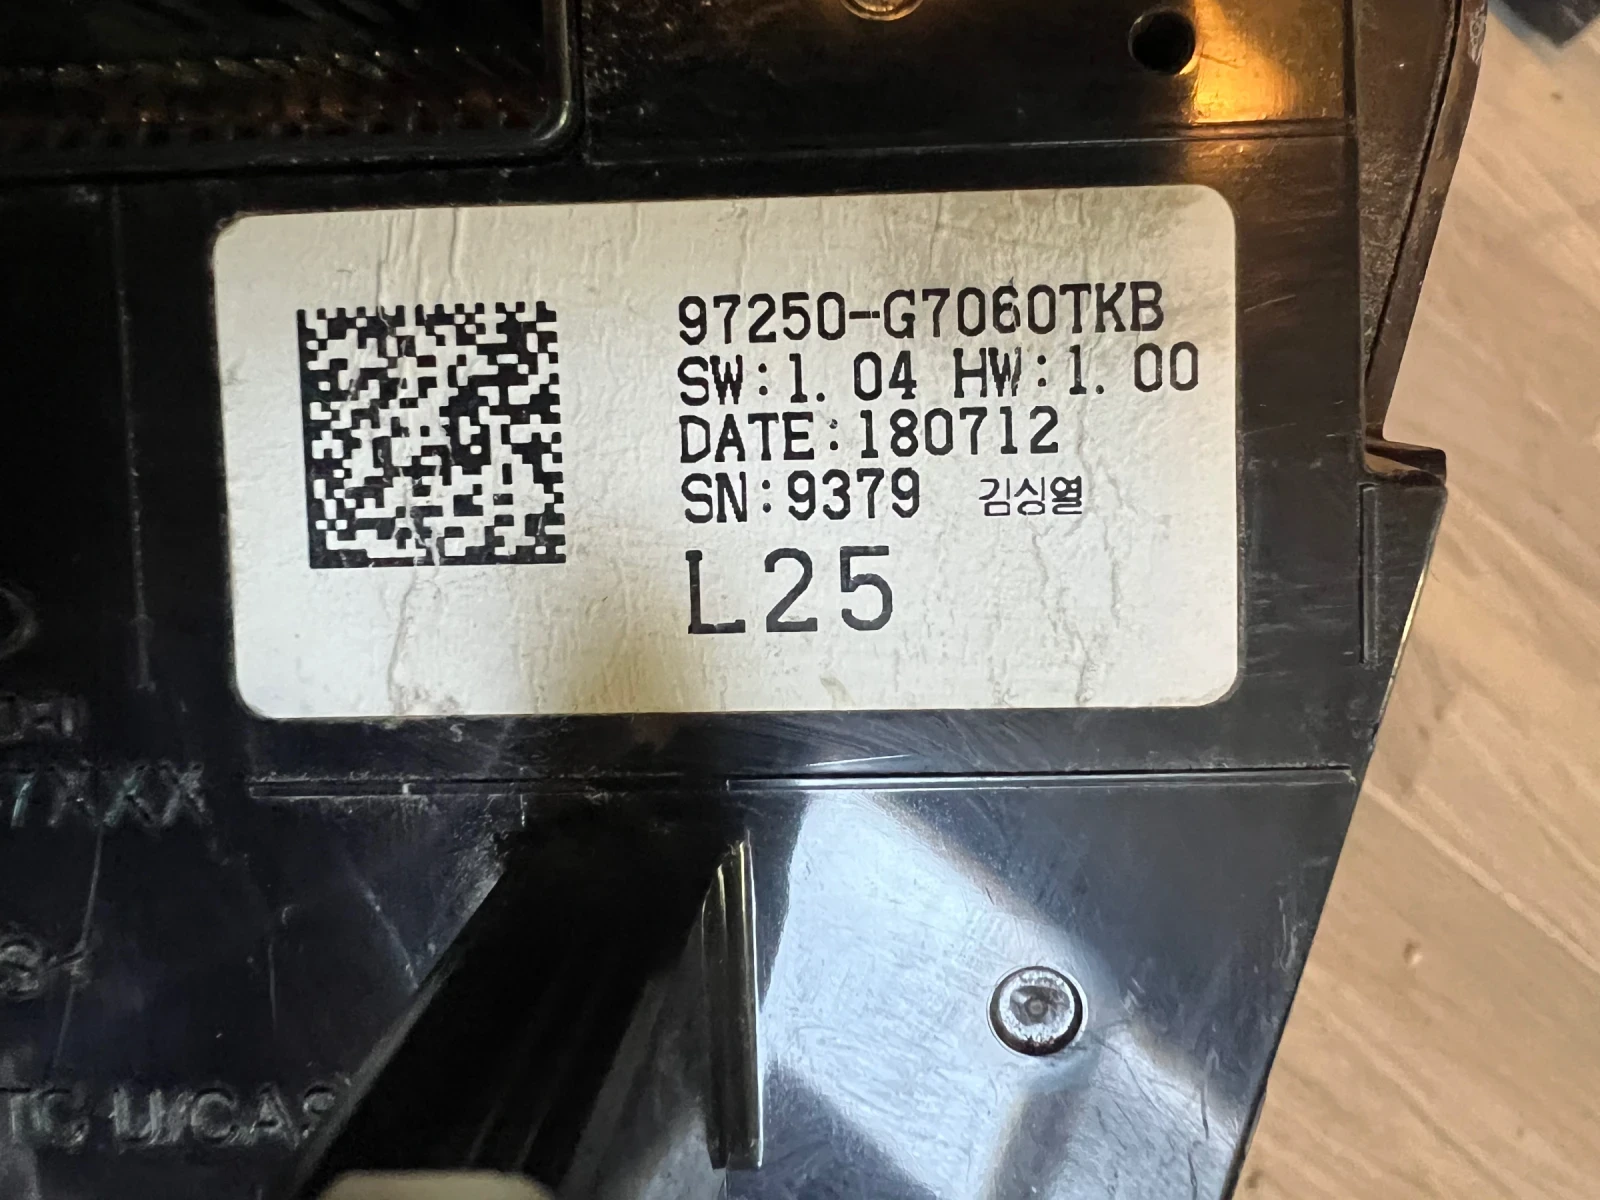 97250-G7060TKB
SW:1.04 HW:1.00
DATE:180712
SN:9379 김싱열
L25